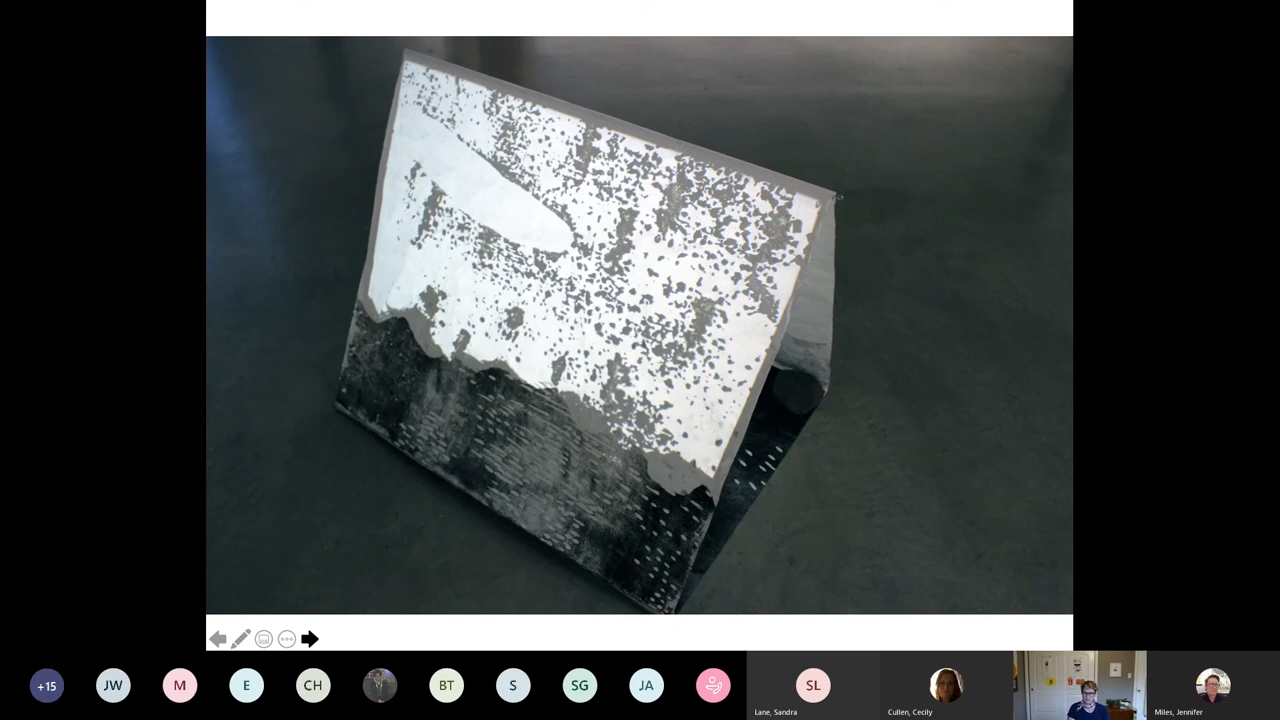 +15
JW
M
E
CH
BT
S
SG
JA
SL
Lane, Sandra
Cullen, Cecily
Miles, Jennifer